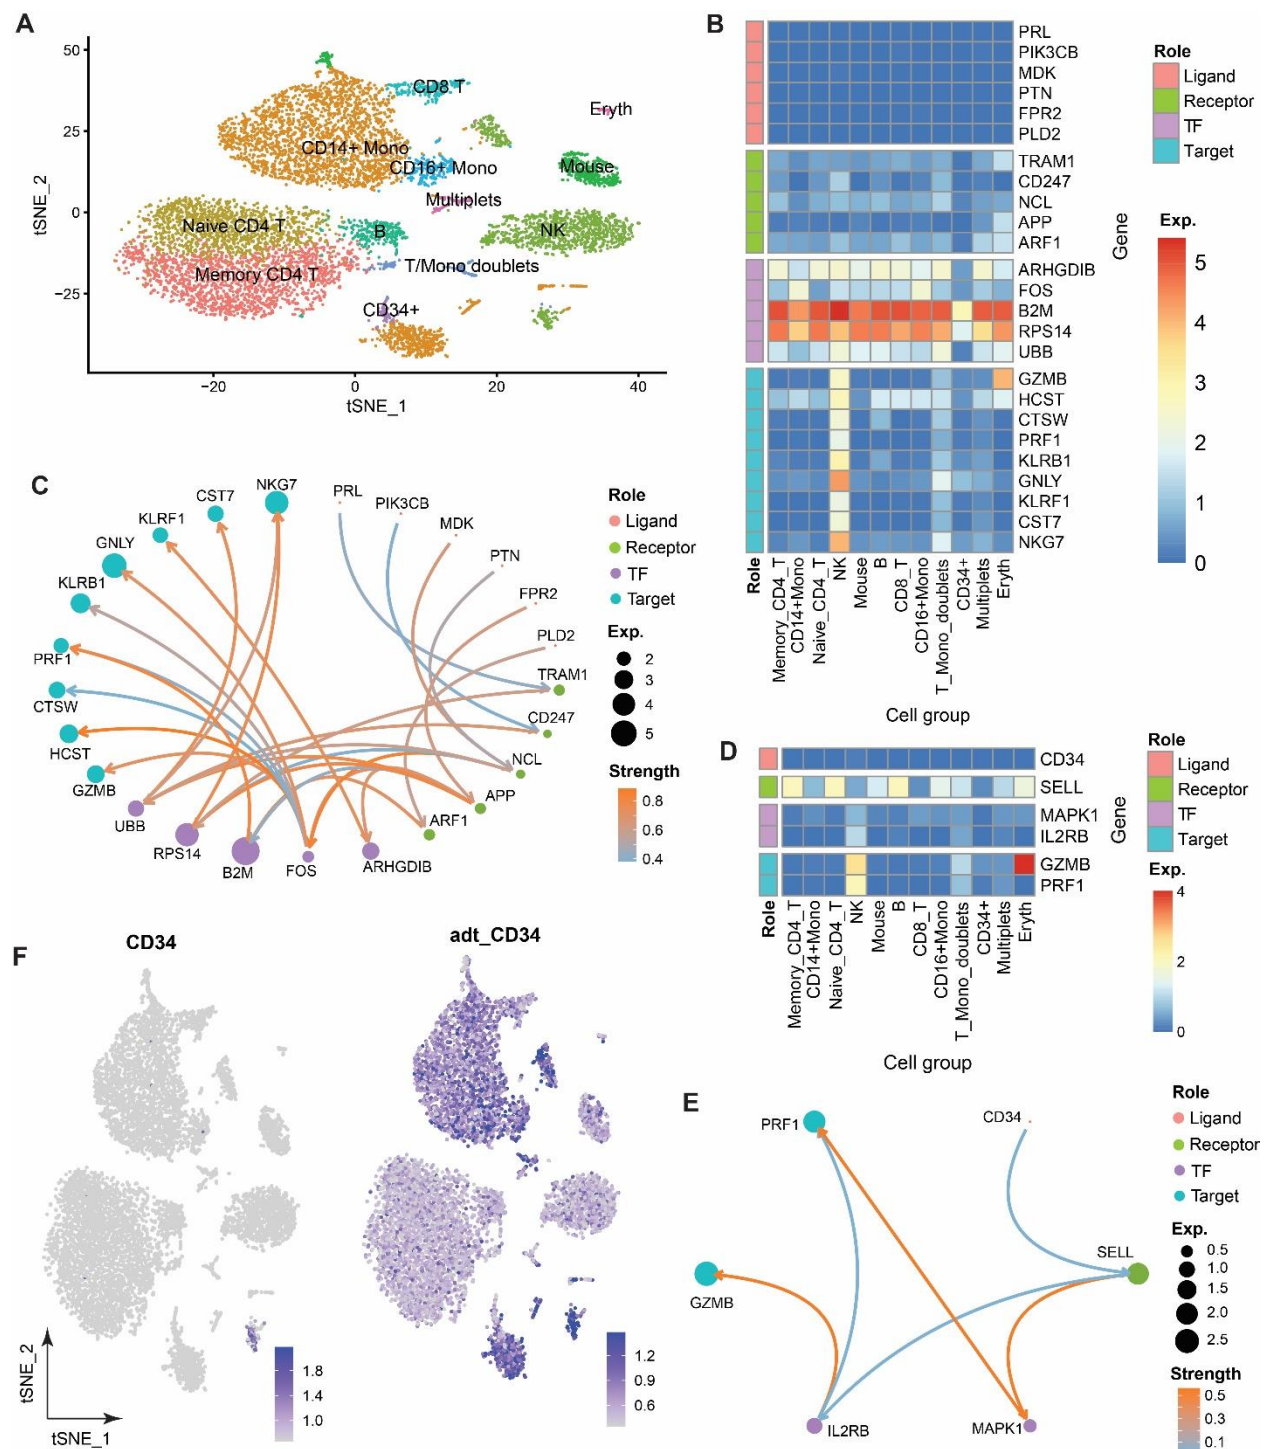 A
tSNE_2
50
25
0
−25
−20
0
20
40
tSNE_1
CD8 T
Eryth
CD14+ Mono
CD16+ Mono
Mouse
Multiplets
Naive CD4 T
B
NK
Memory CD4 T
T/Mono doublets
CD34+
B
PRL
PIK3CB
MDK
PTN
FPR2
PLD2
TRAM1
CD247
NCL
APP
ARF1
ARHGDIB
FOS
B2M
RPS14
UBB
GZMB
HCST
CTSW
PRF1
KLRB1
GNLY
KLRF1
CST7
NKG7
Gene
Role
Memory_CD4_T
CD14+Mono
Naive_CD4_T
NK
Mouse
B
CD8_T
CD16+Mono
T_Mono_doublets
CD34+
Multiplets
Eryth
Cell group
Role
Ligand
Receptor
TF
Target
Exp.
5
4
3
2
1
0
C
NKG7
CST7
KLRF1
GNLY
KLRB1
PRF1
CTSW
HCST
GZMB
UBB
RPS14
B2M
FOS
ARHGDIB
ARF1
APP
NCL
CD247
TRAM1
PLD2
FPR2
PTN
MDK
PIK3CB
PRL
Role
Ligand
Receptor
TF
Target
Exp.
2
3
4
5
Strength
0.8
0.6
0.4
D
CD34
SELL
MAPK1
IL2RB
GZMB
PRF1
Gene
Role
Memory_CD4_T
CD14+Mono
Naive_CD4_T
NK
Mouse
B
CD8_T
CD16+Mono
T_Mono_doublets
CD34+
Multiplets
Eryth
Cell group
Role
Ligand
Receptor
TF
Target
Exp.
4
2
0
F
CD34
adt_CD34
tSNE_2
tSNE_1
1.8
1.4
1.0
1.2
0.9
0.6
E
PRF1
CD34
SELL
GZMB
IL2RB
MAPK1
Role
Ligand
Receptor
TF
Target
Exp.
0.5
1.0
1.5
2.0
2.5
Strength
0.5
0.3
0.1